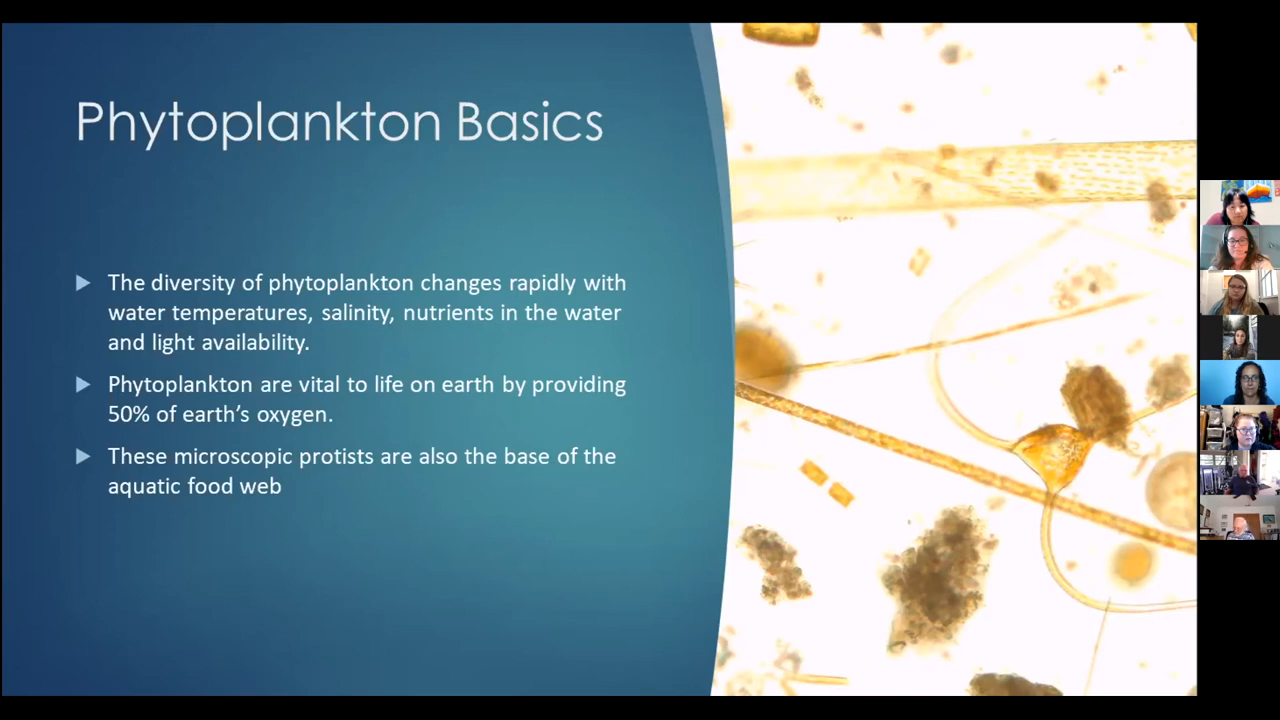 Phytoplankton Basics
The diversity of phytoplankton changes rapidly with
water temperatures, salinity, nutrients in the water
and light availability.
Phytoplankton are vital to life on earth by providing
50% of earth’s oxygen.
These microscopic protists are also the base of the
aquatic food web